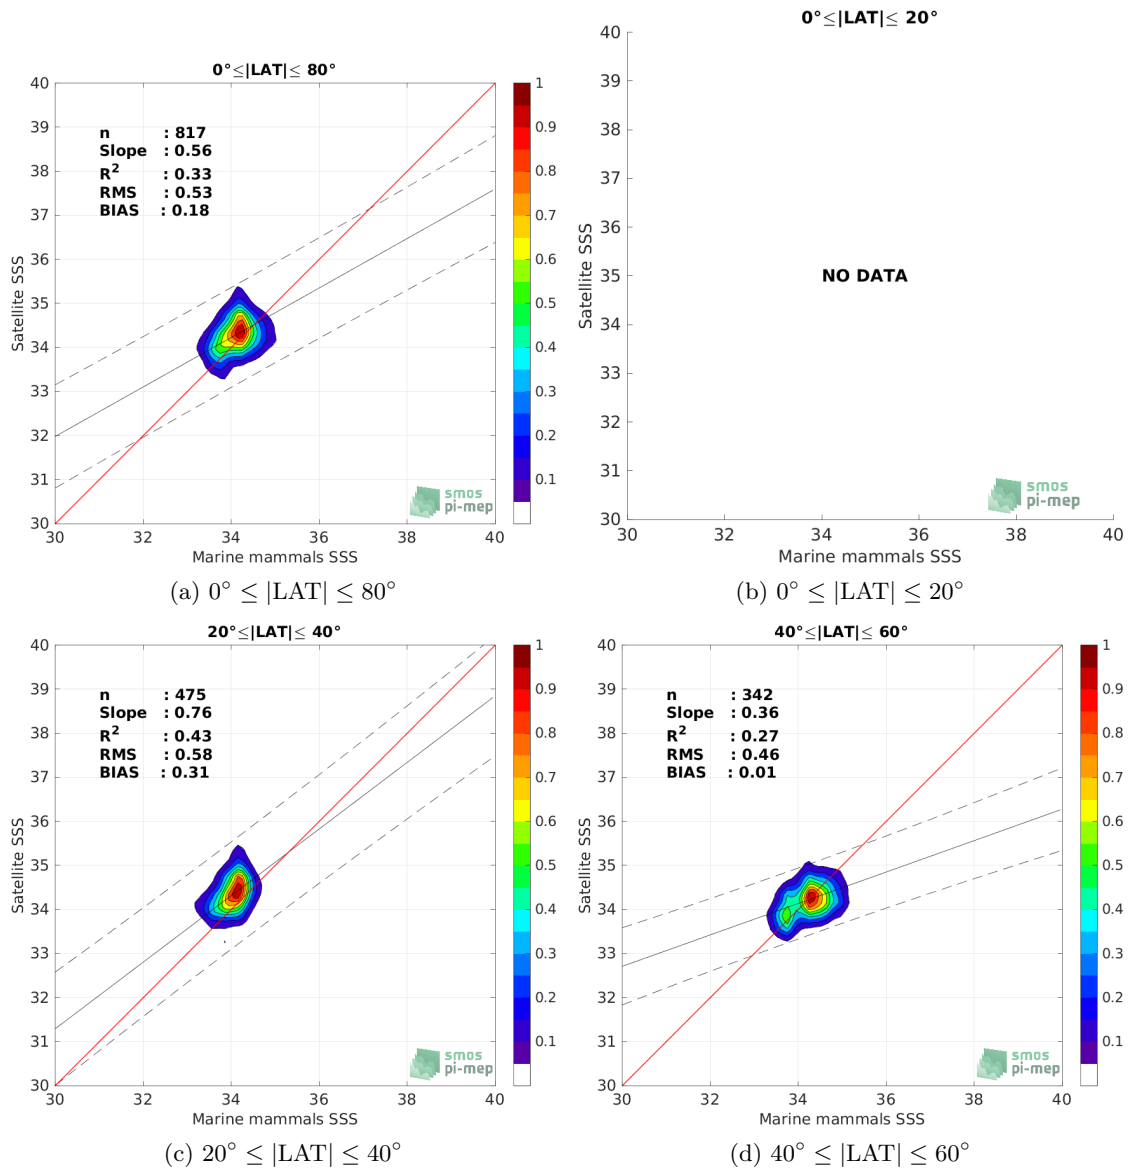 0°≤|LAT|≤ 80°
40
39
38
37
36
35
34
33
32
31
30
n : 817
Slope : 0.56
R² : 0.33
RMS : 0.53
BIAS : 0.18
Satellite SSS
30 32 34 36 38 40
Marine mammals SSS
1
0.9
0.8
0.7
0.6
0.5
0.4
0.3
0.2
0.1
smos
pi-mep
(a) 0° ≤ |LAT| ≤ 80°
0°≤|LAT|≤ 20°
40
39
38
37
36
35
34
33
32
31
30
Satellite SSS
NO DATA
smos
pi-mep
30 32 34 36 38 40
Marine mammals SSS
(b) 0° ≤ |LAT| ≤ 20°
20°≤|LAT|≤ 40°
40
39
38
37
36
35
34
33
32
31
30
n : 475
Slope : 0.76
R² : 0.43
RMS : 0.58
BIAS : 0.31
Satellite SSS
30 32 34 36 38 40
Marine mammals SSS
1
0.9
0.8
0.7
0.6
0.5
0.4
0.3
0.2
0.1
smos
pi-mep
(c) 20° ≤ |LAT| ≤ 40°
40°≤|LAT|≤ 60°
40
39
38
37
36
35
34
33
32
31
30
n : 342
Slope : 0.36
R² : 0.27
RMS : 0.46
BIAS : 0.01
Satellite SSS
30 32 34 36 38 40
Marine mammals SSS
1
0.9
0.8
0.7
0.6
0.5
0.4
0.3
0.2
0.1
smos
pi-mep
(d) 40° ≤ |LAT| ≤ 60°